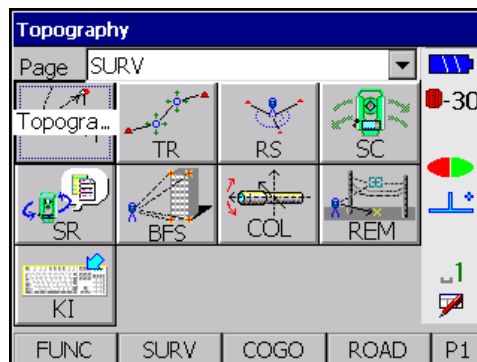 Topography
Page SURV
-30
Topogra...
TR RS SC
SR BFS COL REM
1
KI
FUNC SURV COGO ROAD P1